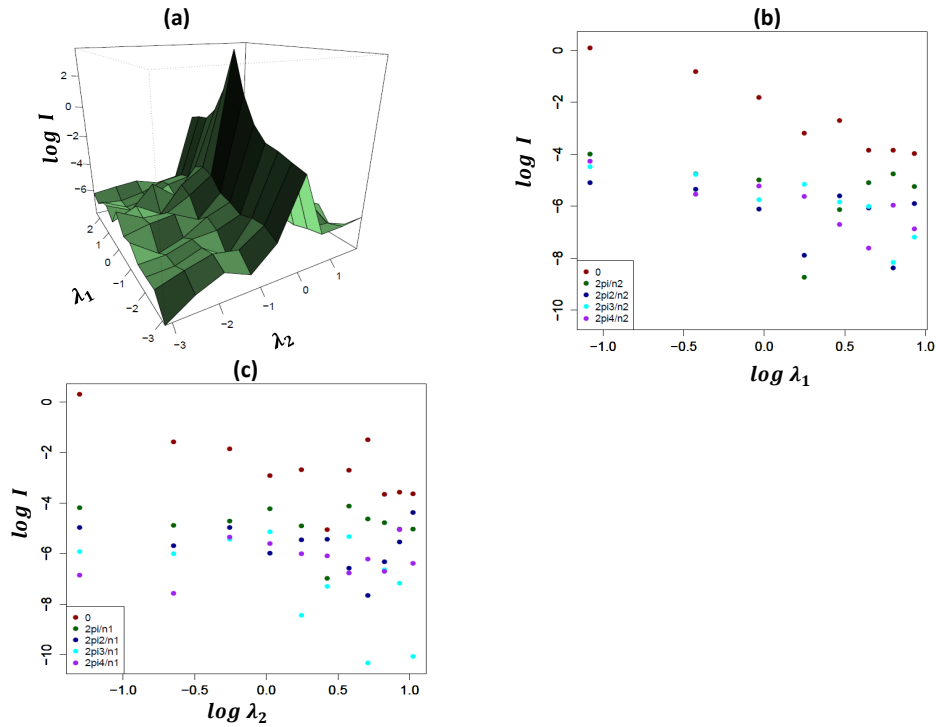 (a)
log I
2
0
−2
−4
−6
λ1
2
1
0
−1
−2
−3
−3
−2
−1
0
1
λ2
(b)
log I
0
−2
−4
−6
−8
−10
0
2pi/n2
2pi2/n2
2pi3/n2
2pi4/n2
−1.0 −0.5 0.0 0.5 1.0
log λ1
(c)
log I
0
−2
−4
−6
−8
−10
0
2pi/n1
2pi2/n1
2pi3/n1
2pi4/n1
−1.0 −0.5 0.0 0.5 1.0
log λ2